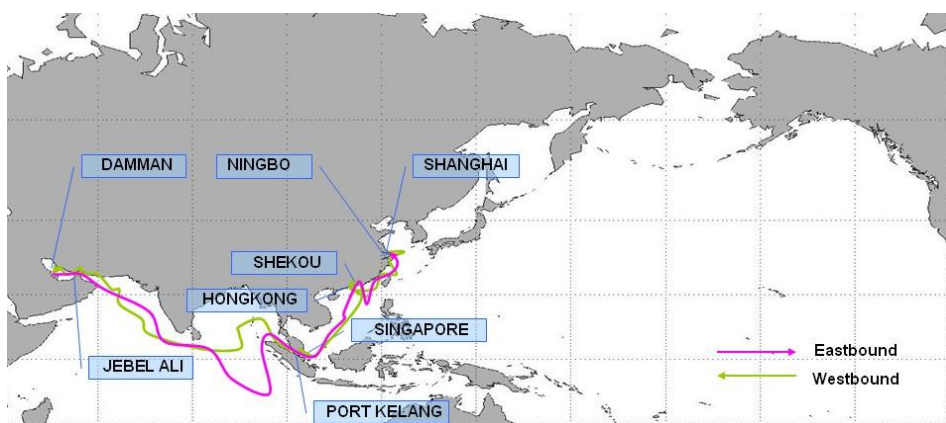 DAMMAN
NINGBO
SHANGHAI
SHEKOU
HONGKONG
SINGAPORE
JEBEL ALI
PORT KELANG
Eastbound
Westbound